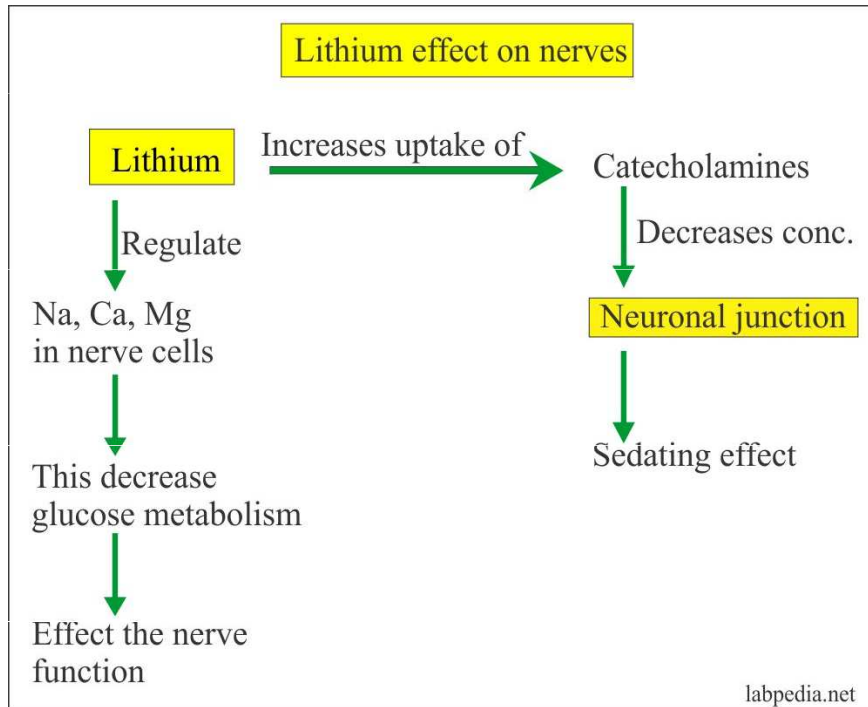 Lithium effect on nerves
Lithium
Increases uptake of
Catecholamines
Regulate
Decreases conc.
Na, Ca, Mg
in nerve cells
Neuronal junction
This decrease
glucose metabolism
Sedating effect
Effect the nerve
function
labpedia.net